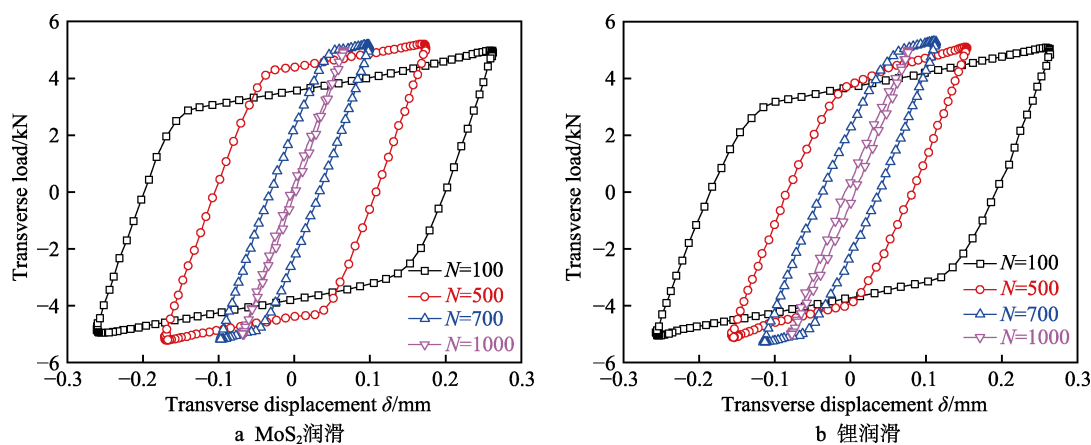 6
4
2
0
−2
−4
−6
Transverse load/kN
N=100
N=500
N=700
N=1000
−0.3 −0.2 −0.1 0 0.1 0.2 0.3
Transverse displacement δ/mm
a MoS₂润滑
6
4
2
0
−2
−4
−6
Transverse load/kN
N=100
N=500
N=700
N=1000
−0.3 −0.2 −0.1 0 0.1 0.2 0.3
Transverse displacement δ/mm
b 锂润滑